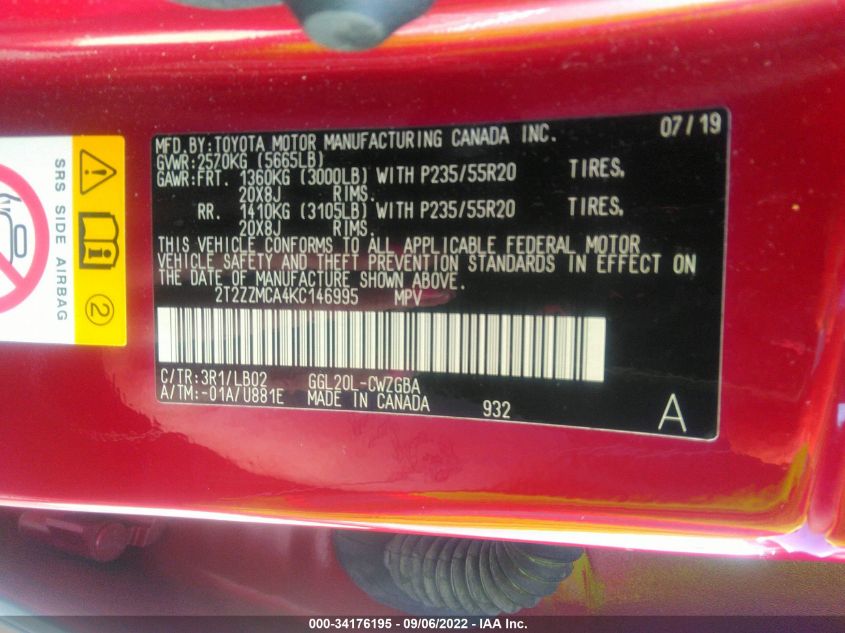 MFD.BY:TOYOTA MOTOR MANUFACTURING CANADA INC. 07/19
GVWR:2570KG (5665LB)
GAWR:FRT. 1360KG (3000LB) WITH P235/55R20 TIRES,
20X8J RIMS.
RR. 1410KG (3105LB) WITH P235/55R20 TIRES,
20X8J RIMS.
THIS VEHICLE CONFORMS TO ALL APPLICABLE FEDERAL MOTOR
VEHICLE SAFETY AND THEFT PREVENTION STANDARDS IN EFFECT ON
THE DATE OF MANUFACTURE SHOWN ABOVE.
2T2ZZMCA4KC146995 MPV
C/TR:3R1/LB02 GGL20L-CWZGBA
A/TM:-01A/U881E MADE IN CANADA 932 A
SIDE AIRBAG
2
000-34176195 - 09/06/2022 - IAA Inc.